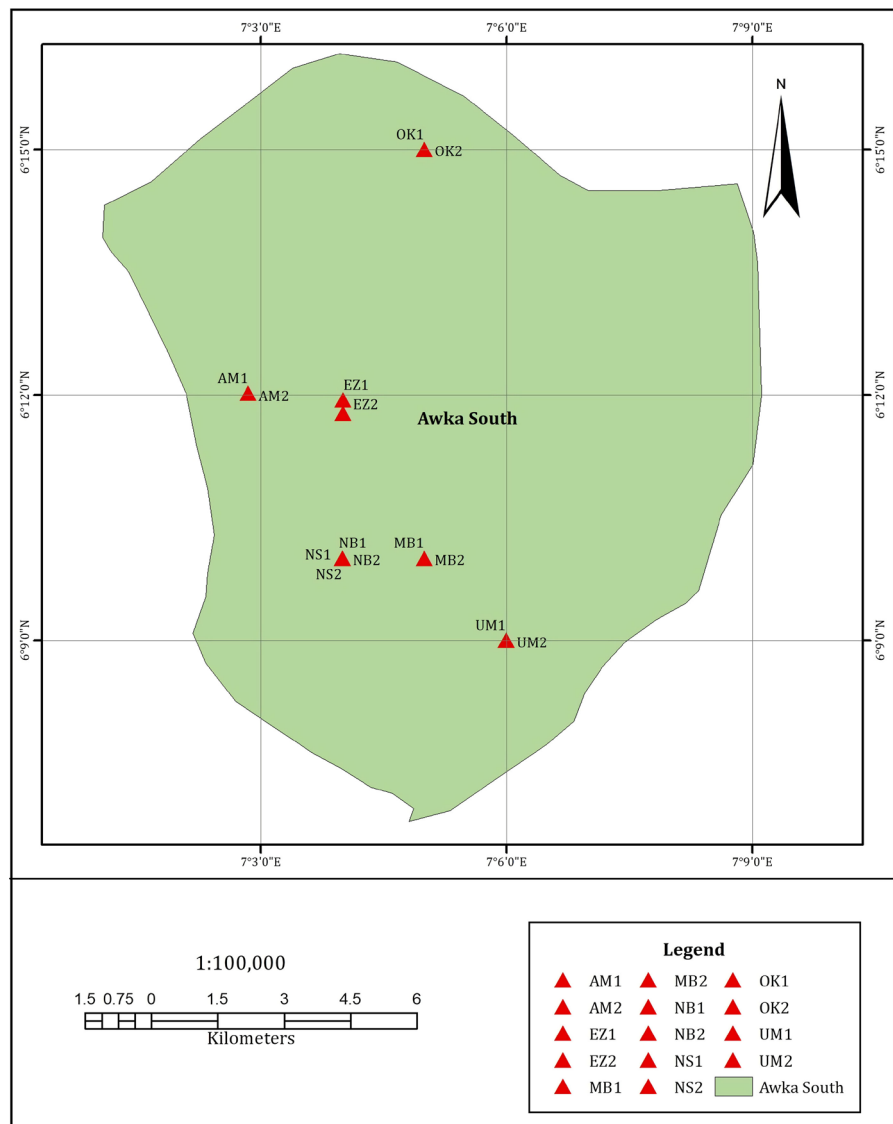 7°3'0"E 7°6'0"E 7°9'0"E
N
OK1
6°15'0"N OK2 6°15'0"N
AM1 EZ1
6°12'0"N AM2 EZ2 6°12'0"N
Awka South
NB1 MB1
NS1 NB2 MB2
NS2
UM1
6°9'0"N UM2 6°9'0"N
7°3'0"E 7°6'0"E 7°9'0"E
1:100,000
1.5 0.75 0 1.5 3 4.5 6
Kilometers
Legend
AM1 MB2 OK1
AM2 NB1 OK2
EZ1 NB2 UM1
EZ2 NS1 UM2
MB1 NS2 Awka South